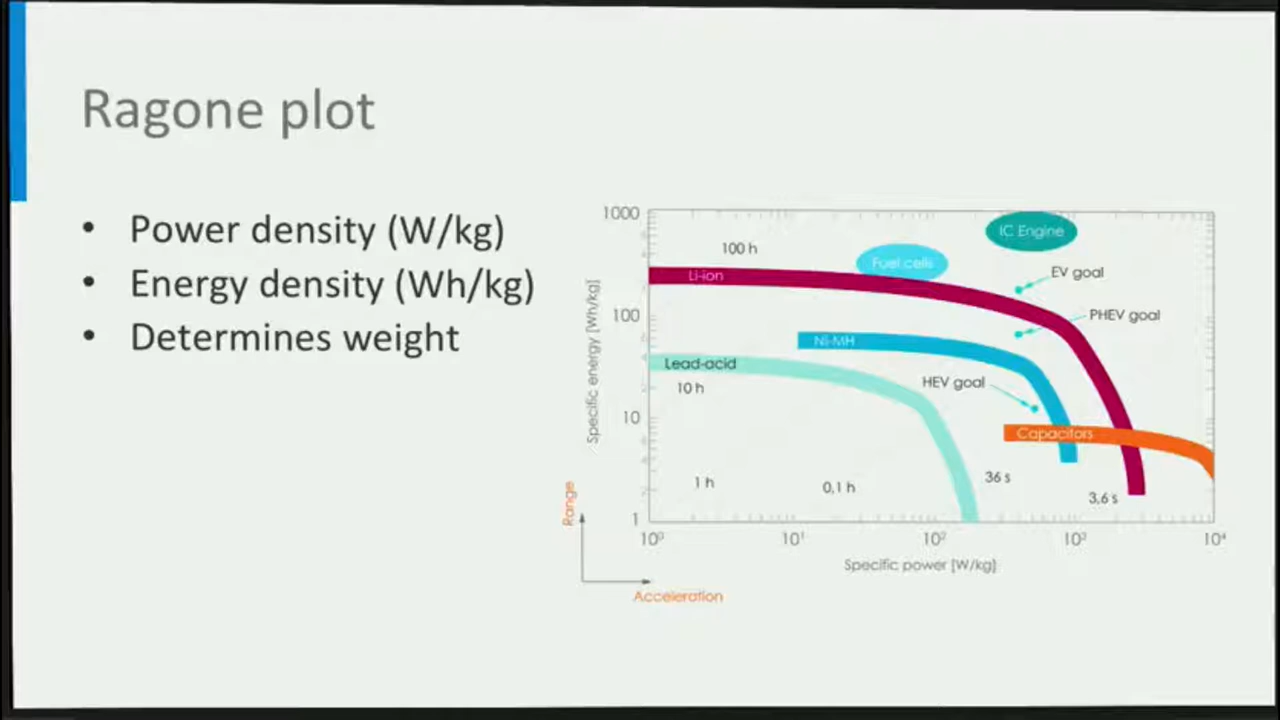 Ragone plot
• Power density (W/kg)
• Energy density (Wh/kg)
• Determines weight
1000
100
10
1
Specific energy [Wh/kg]
100 h
Li-ion
Fuel cells
IC Engine
EV goal
PHEV goal
Ni-MH
Lead-acid
10 h
HEV goal
Capacitors
1 h
0,1 h
36 s
3,6 s
10⁰ 10¹ 10² 10³ 10⁴
Specific power [W/kg]
Range
Acceleration